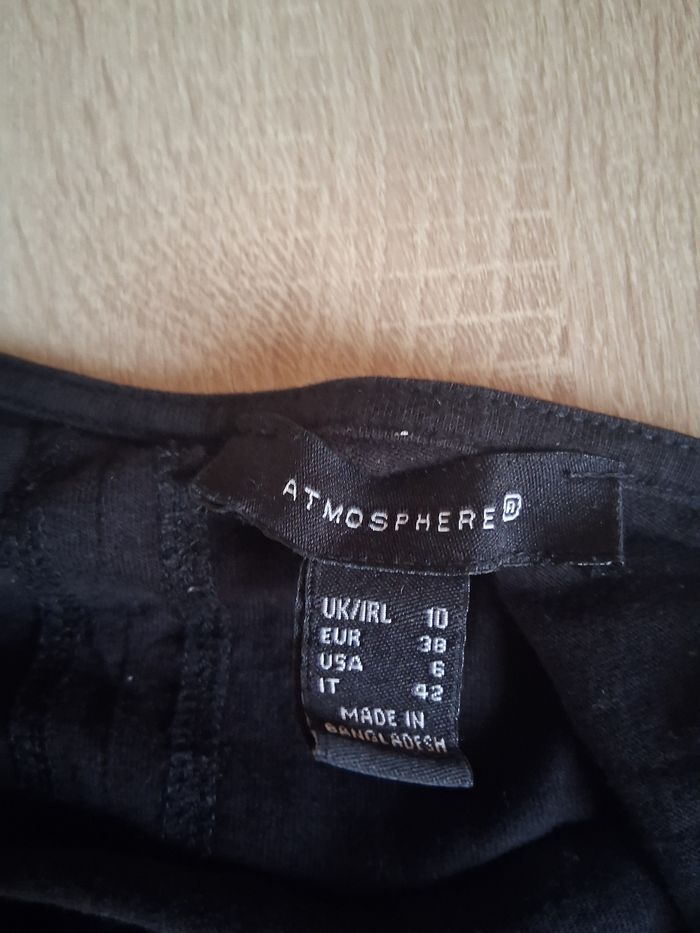 ATMOSPHERE®
UK/IRL 10
EUR 38
USA 6
IT 42
MADE IN
BANGLADESH